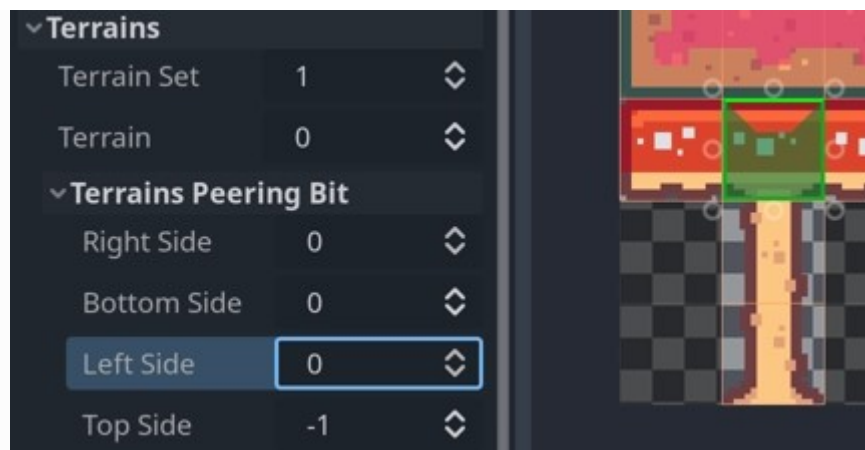 Terrains
Terrain Set 1
Terrain 0
Terrains Peering Bit
Right Side 0
Bottom Side 0
Left Side 0
Top Side -1